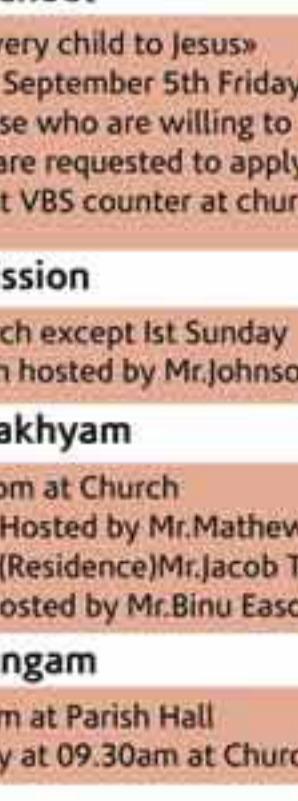 very child to Jesus»
September 5th Friday
se who are willing to
are requested to apply
t VBS counter at chur
ssion
ch except Ist Sunday
n hosted by Mr.Johnso
akhyam
om at Church
Hosted by Mr.Mathew
(Residence)Mr.Jacob T
osted by Mr.Binu Easo
ngam
m at Parish Hall
y at 09.30am at Churc